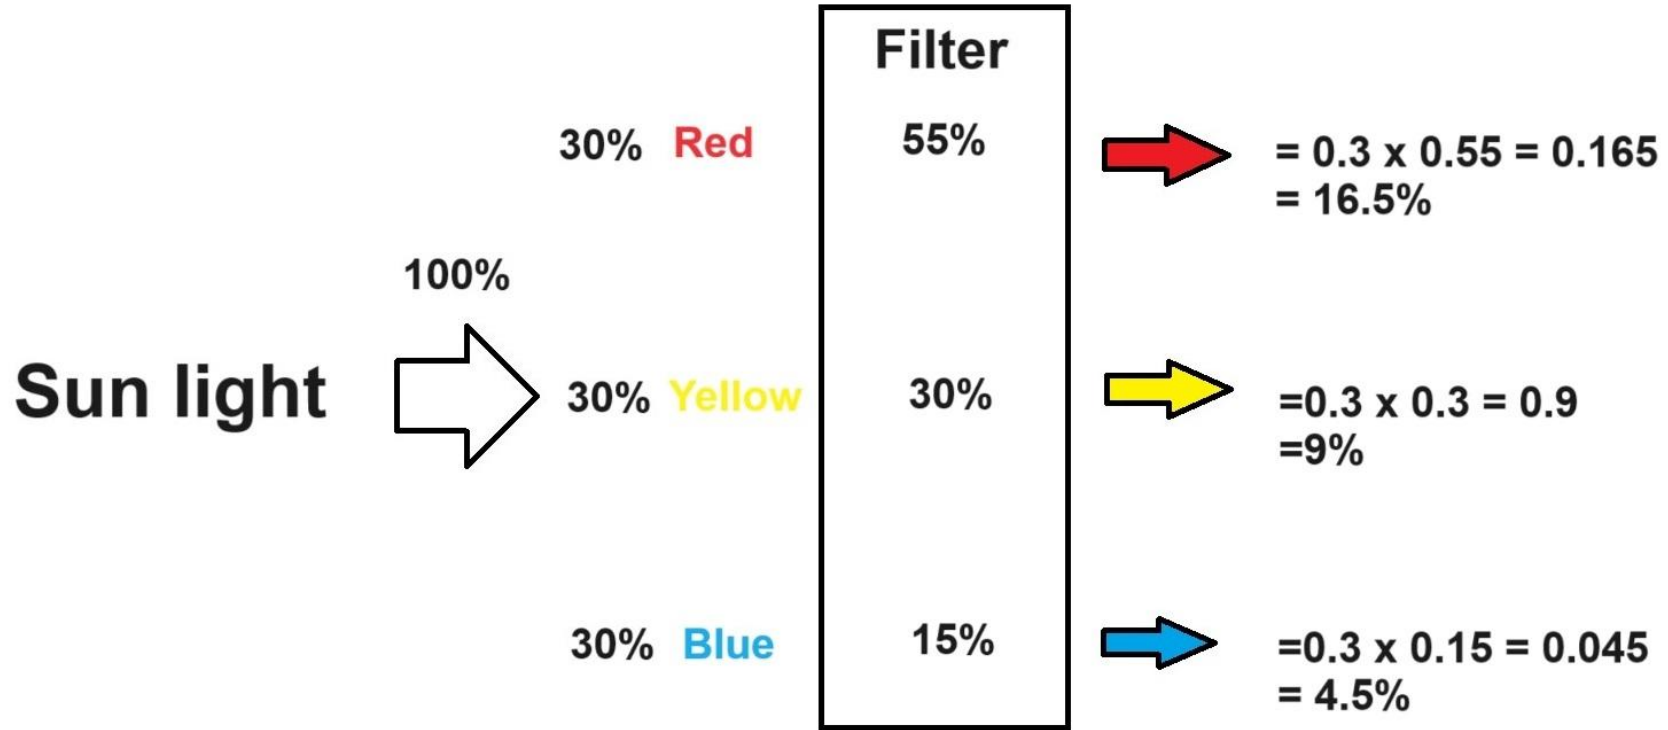 Filter
30% Red 55% = 0.3 x 0.55 = 0.165
= 16.5%
100%
Sun light 30% Yellow 30% =0.3 x 0.3 = 0.9
=9%
30% Blue 15% =0.3 x 0.15 = 0.045
= 4.5%